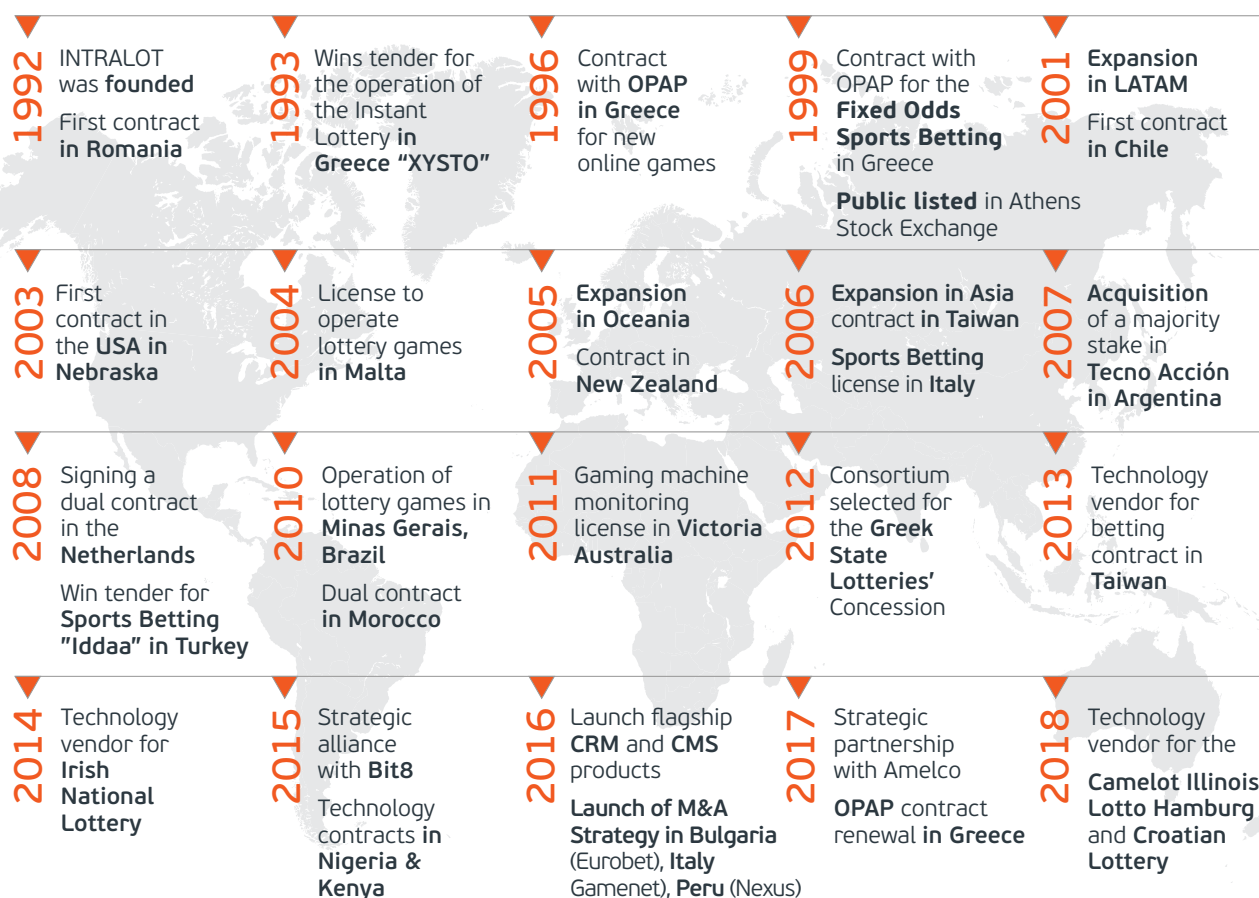 1992
INTRALOT
was founded
First contract
in Romania
1993
Wins tender for
the operation of
the Instant
Lottery in
Greece “XYSTO”
1996
Contract
with OPAP
in Greece
for new
online games
1999
Contract with
OPAP for the
Fixed Odds
Sports Betting
in Greece
Public listed in Athens
Stock Exchange
2001
Expansion
in LATAM
First contract
in Chile
2003
First
contract in
the USA in
Nebraska
2004
License to
operate
lottery games
in Malta
2005
Expansion
in Oceania
Contract in
New Zealand
2006
Expansion in Asia
contract in Taiwan
Sports Betting
license in Italy
2007
Acquisition
of a majority
stake in
Tecno Acción
in Argentina
2008
Signing a
dual contract
in the
Netherlands
Win tender for
Sports Betting
”Iddaa” in Turkey
2010
Operation of
lottery games in
Minas Gerais,
Brazil
Dual contract
in Morocco
2011
Gaming machine
monitoring
license in Victoria
Australia
2012
Consortium
selected for
the Greek
State
Lotteries’
Concession
2013
Technology
vendor for
betting
contract in
Taiwan
2014
Technology
vendor for
Irish
National
Lottery
2015
Strategic
alliance
with Bit8
Technology
contracts in
Nigeria &
Kenya
2016
Launch flagship
CRM and CMS
products
Launch of M&A
Strategy in Bulgaria
(Eurobet), Italy
Gamenet), Peru (Nexus)
2017
Strategic
partnership
with Amelco
OPAP contract
renewal in Greece
2018
Technology
vendor for the
Camelot Illinois
Lotto Hamburg
and Croatian
Lottery